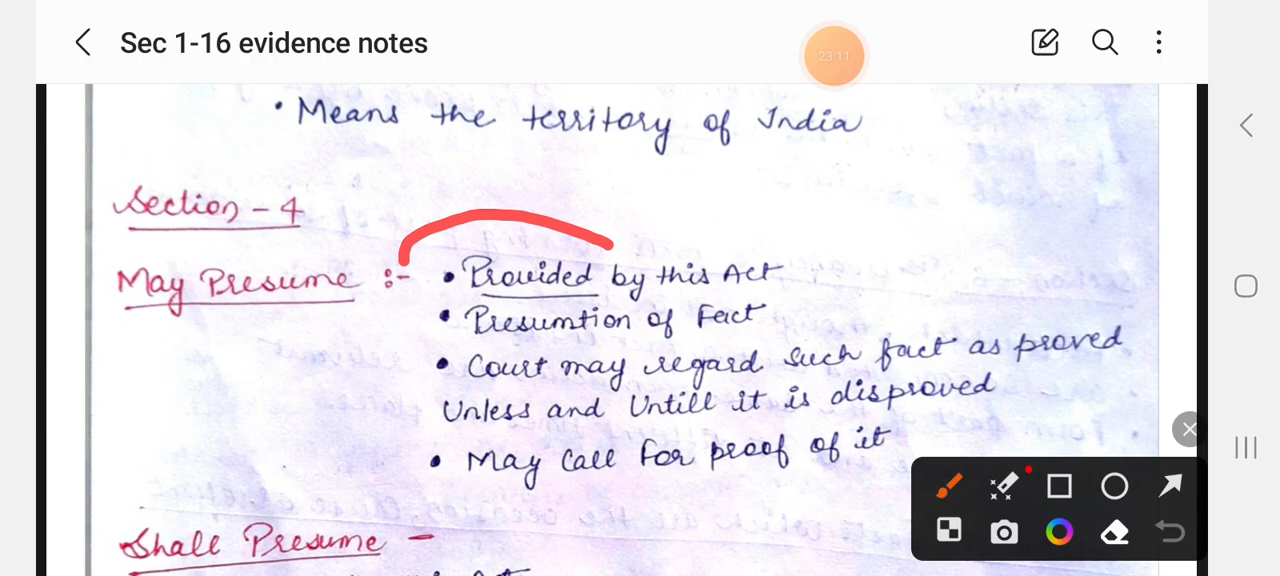 Sec 1-16 evidence notes
23:11
• Means the territory of India
Section - 4
May Presume :- • Provided by this Act
• Presumtion of Fact
• Court may regard such fact as proved
Unless and Untill it is disproved
• May Call For proof of it
Shall Presume -